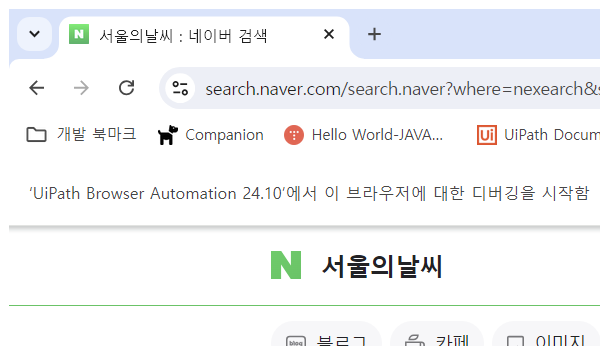 서울의날씨 : 네이버 검색
search.naver.com/search.naver?where=nexearch&s
개발 북마크 Companion Hello World-JAVA... Ui UiPath Docum
'UiPath Browser Automation 24.10'에서 이 브라우저에 대한 디버깅을 시작함
N 서울의날씨
blog 블로그 카페 이미지